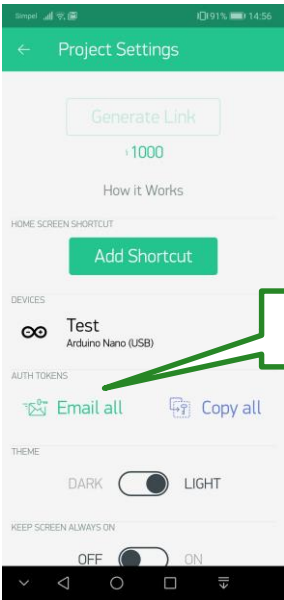 Simpel 91% 14:56
Project Settings
Generate Link
1000
How it Works
HOME SCREEN SHORTCUT
Add Shortcut
DEVICES
Test
Arduino Nano (USB)
AUTH TOKENS
Email all Copy all
THEME
DARK LIGHT
KEEP SCREEN ALWAYS ON
OFF ON